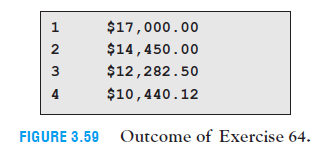 1 $17,000.00
2 $14,450.00
3 $12,282.50
4 $10,440.12
FIGURE 3.59 Outcome of Exercise 64.